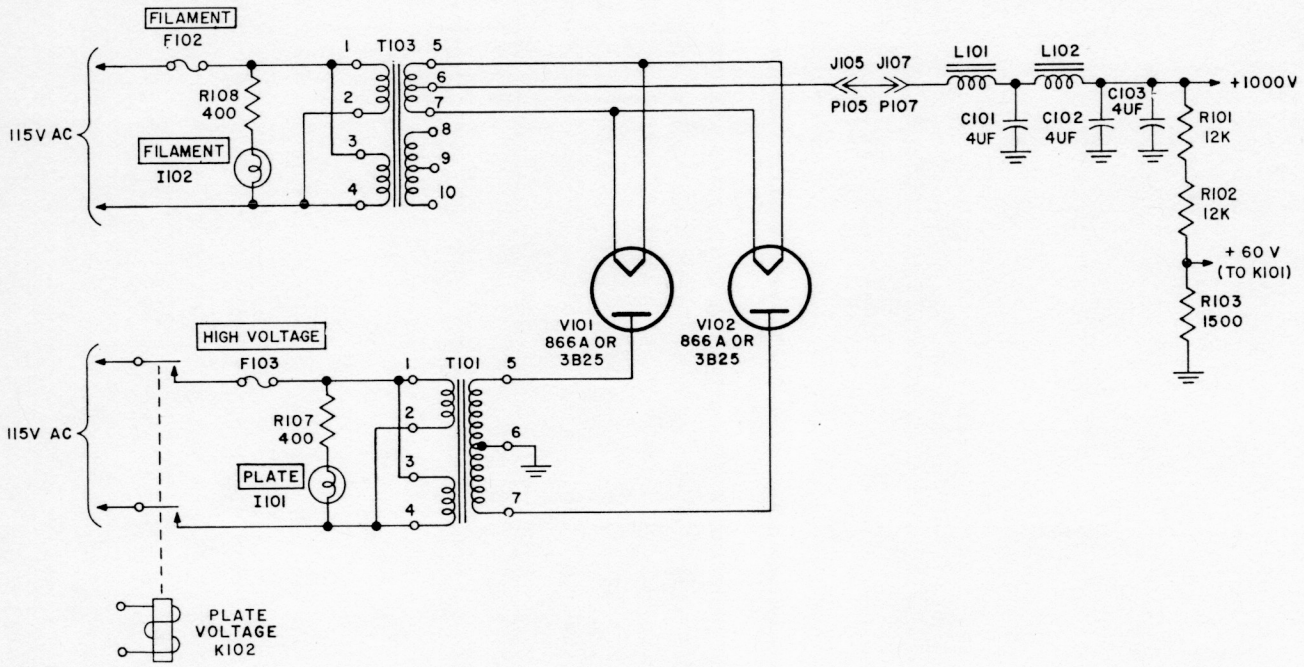 FILAMENT
F102
1
T103
5
6
2
7
R108
400
115V AC
FILAMENT
I102
3
8
9
4
10
J105 J107
P105 P107
L101
L102
C101
4UF
C102
4UF
C103
4UF
+1000V
R101
12K
R102
12K
+ 60 V
(TO K101)
R103
1500
V101
866A OR
3B25
V102
866A OR
3B25
HIGH VOLTAGE
F103
1
T101
5
2
6
R107
400
115V AC
3
PLATE
I101
4
7
PLATE
VOLTAGE
K102